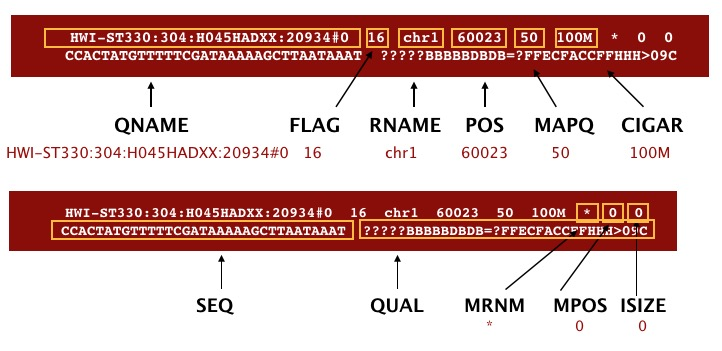 HWI-ST330:304:H045HADXX:20934#0 16 chr1 60023 50 100M * 0 0
CCACTATGTTTTTCGATAAAAAGCTTAATAAAT ?????BBBBBDBDB=?FFECFACCFFHHH>09C
QNAME FLAG RNAME POS MAPQ CIGAR
HWI-ST330:304:H045HADXX:20934#0 16 chr1 60023 50 100M
HWI-ST330:304:H045HADXX:20934#0 16 chr1 60023 50 100M * 0 0
CCACTATGTTTTTCGATAAAAAGCTTAATAAAT ?????BBBBBDBDB=?FFECFACCFFHHH>09C
SEQ QUAL MRNM MPOS ISIZE
* 0 0